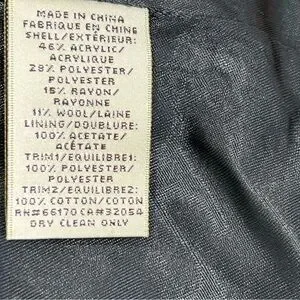 MADE IN CHINA
FABRIQUE EN CHINE
SHELL/EXTÉRIEUR:
46% ACRYLIC/
ACRYLIQUE
28% POLYESTER/
POLYESTER
15% RAYON/
RAYONNE
11% WOOL/LAINE
LINING/DOUBLURE:
100% ACETATE/
ACÉTATE
TRIM1/EQUILIBRE1:
100% POLYESTER/
POLYESTER
TRIM2/EQUILIBRE2:
100% COTTON/COTON
RN#66170 CA#32054
DRY CLEAN ONLY